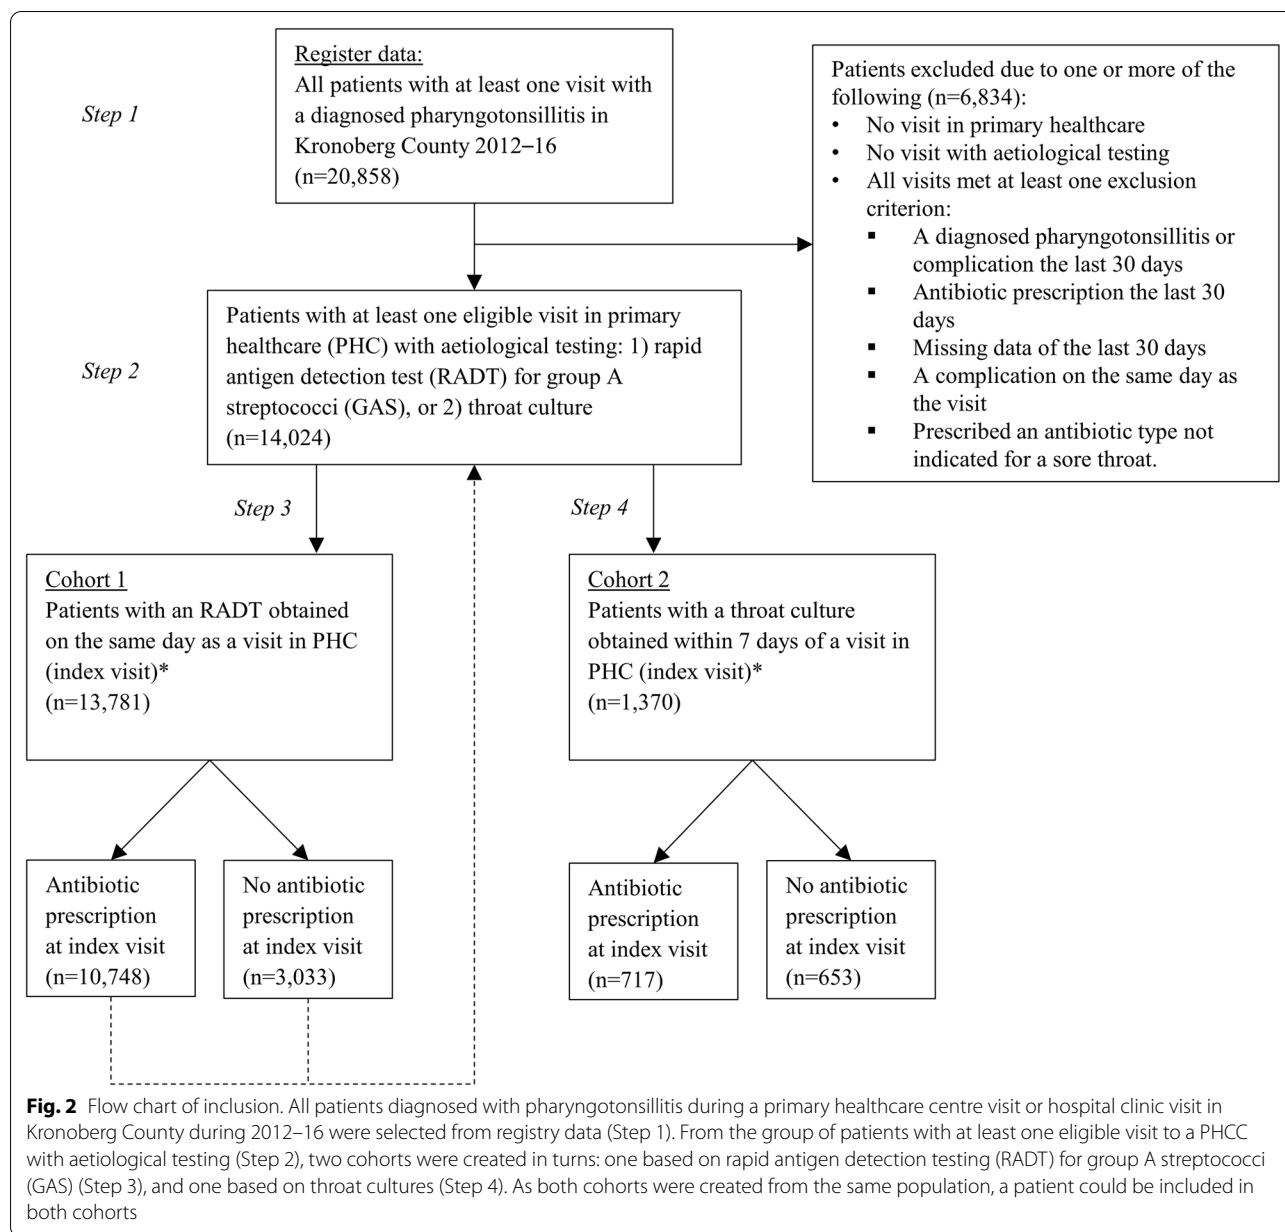 Step 1
Register data:
All patients with at least one visit with
a diagnosed pharyngotonsillitis in
Kronoberg County 2012–16
(n=20,858)
Patients excluded due to one or more of the
following (n=6,834):
• No visit in primary healthcare
• No visit with aetiological testing
• All visits met at least one exclusion
criterion:
▪ A diagnosed pharyngotonsillitis or
complication the last 30 days
▪ Antibiotic prescription the last 30
days
▪ Missing data of the last 30 days
▪ A complication on the same day as
the visit
▪ Prescribed an antibiotic type not
indicated for a sore throat.
Step 2
Patients with at least one eligible visit in primary
healthcare (PHC) with aetiological testing: 1) rapid
antigen detection test (RADT) for group A
streptococci (GAS), or 2) throat culture
(n=14,024)
Step 3
Step 4
Cohort 1
Patients with an RADT obtained
on the same day as a visit in PHC
(index visit)*
(n=13,781)
Cohort 2
Patients with a throat culture
obtained within 7 days of a visit in
PHC (index visit)*
(n=1,370)
Antibiotic
prescription
at index visit
(n=10,748)
No antibiotic
prescription
at index visit
(n=3,033)
Antibiotic
prescription
at index visit
(n=717)
No antibiotic
prescription
at index visit
(n=653)
Fig. 2 Flow chart of inclusion. All patients diagnosed with pharyngotonsillitis during a primary healthcare centre visit or hospital clinic visit in
Kronoberg County during 2012–16 were selected from registry data (Step 1). From the group of patients with at least one eligible visit to a PHCC
with aetiological testing (Step 2), two cohorts were created in turns: one based on rapid antigen detection testing (RADT) for group A streptococci
(GAS) (Step 3), and one based on throat cultures (Step 4). As both cohorts were created from the same population, a patient could be included in
both cohorts